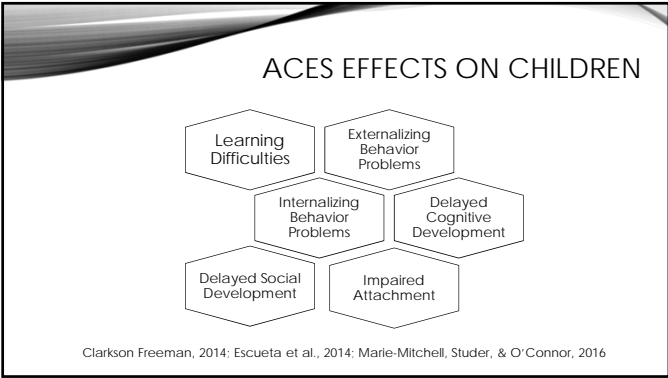 ACES EFFECTS ON CHILDREN
Learning
Difficulties
Externalizing
Behavior
Problems
Internalizing
Behavior
Problems
Delayed
Cognitive
Development
Delayed Social
Development
Impaired
Attachment
Clarkson Freeman, 2014; Escueta et al., 2014; Marie-Mitchell, Studer, & O’Connor, 2016